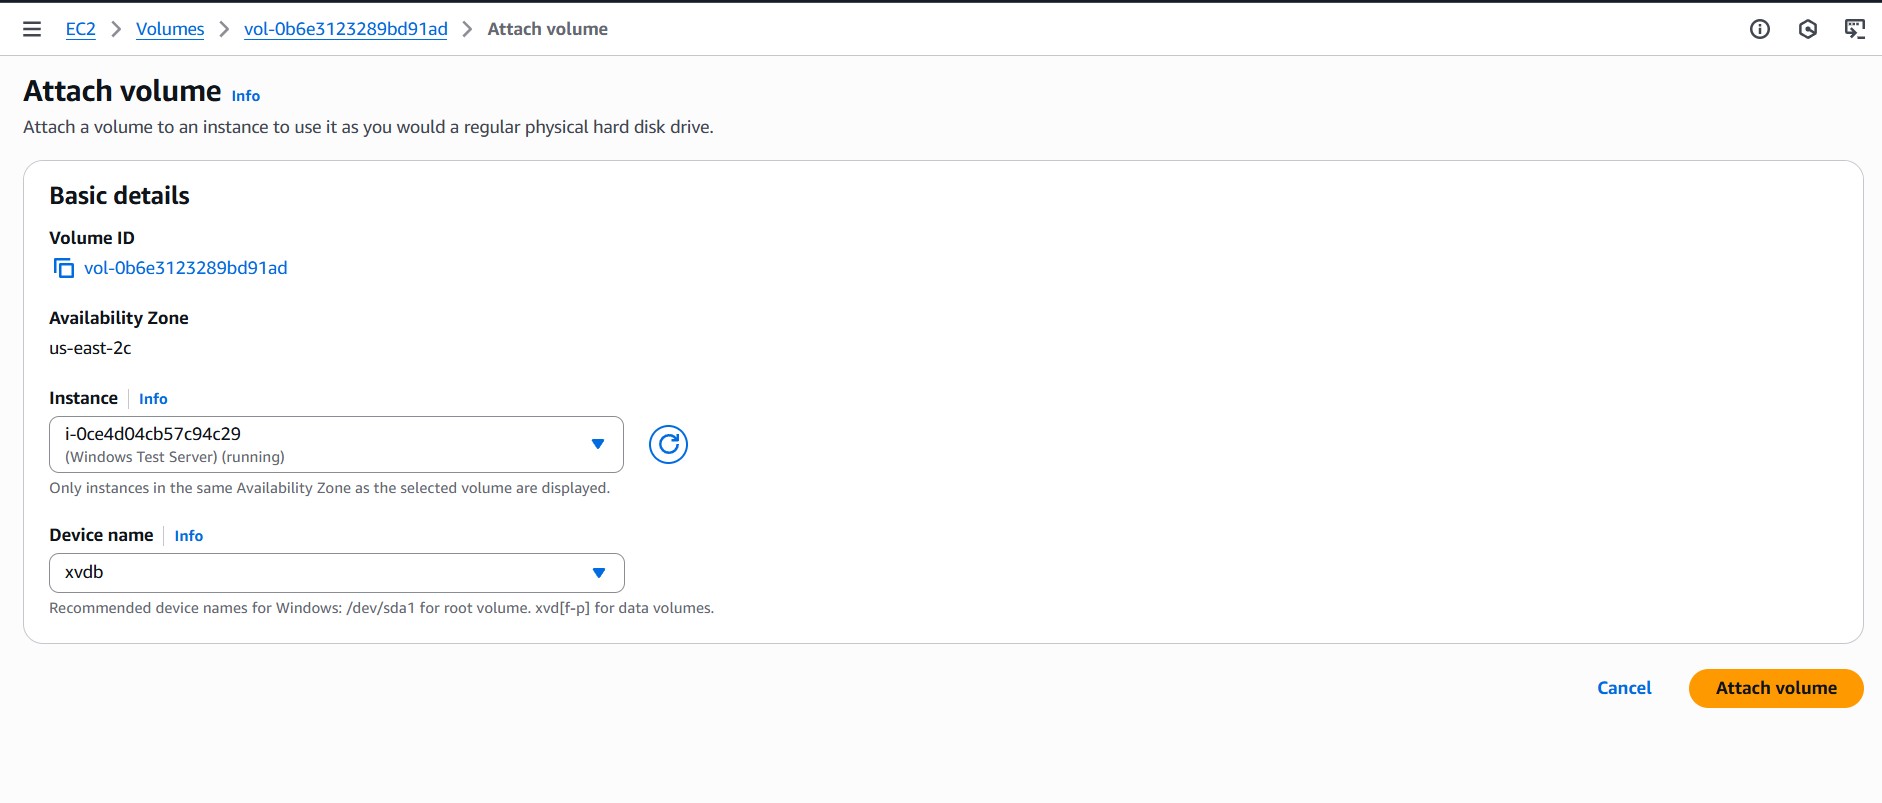 EC2 Volumes vol-0b6e3123289bd91ad Attach volume
Attach volume Info
Attach a volume to an instance to use it as you would a regular physical hard disk drive.
Basic details
Volume ID
vol-0b6e3123289bd91ad
Availability Zone
us-east-2c
Instance Info
i-0ce4d04cb57c94c29
(Windows Test Server) (running)
Only instances in the same Availability Zone as the selected volume are displayed.
Device name Info
xvdb
Recommended device names for Windows: /dev/sda1 for root volume. xvd[f-p] for data volumes.
Cancel Attach volume